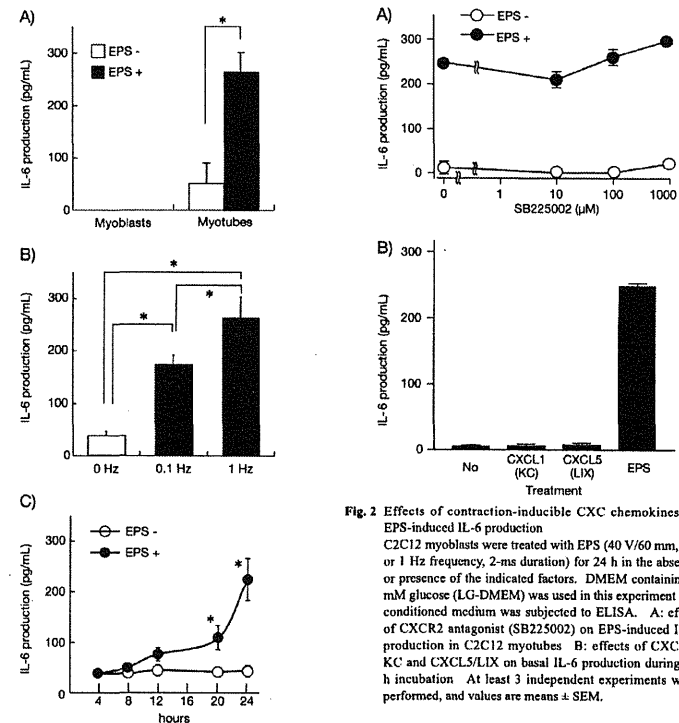 A)
IL-6 production (pg/mL)
300
200
100
0
EPS -
EPS +
*
Myoblasts
Myotubes
B)
IL-6 production (pg/mL)
300
200
100
0
*
*
*
0 Hz
0.1 Hz
1 Hz
C)
IL-6 production (pg/mL)
300
200
100
0
EPS -
EPS +
*
*
4 8 12 16 20 24
hours
A)
EPS -
EPS +
IL-6 production (pg/mL)
300
200
100
0
0 1 10 100 1000
SB225002 (µM)
B)
IL-6 production (pg/mL)
300
200
100
0
No
CXCL1
(KC)
CXCL5
(LIX)
EPS
Treatment
Fig. 2 Effects of contraction-inducible CXC chemokines
EPS-induced IL-6 production
C2C12 myoblasts were treated with EPS (40 V/60 mm,
or 1 Hz frequency, 2-ms duration) for 24 h in the abse
or presence of the indicated factors. DMEM containin
mM glucose (LG-DMEM) was used in this experiment
conditioned medium was subjected to ELISA. A: ef
of CXCR2 antagonist (SB225002) on EPS-induced I
production in C2C12 myotubes B: effects of CXC
KC and CXCL5/LIX on basal IL-6 production during
h incubation At least 3 independent experiments w
performed, and values are means ± SEM.